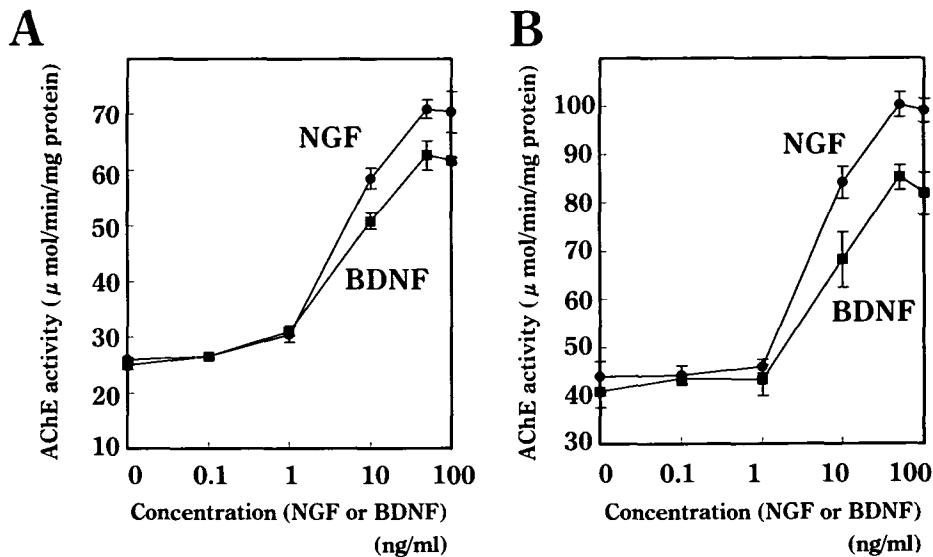 A
AChE activity ( μ mol/min/mg protein)
70
60
50
40
30
20
10
NGF
BDNF
0 0.1 1 10 100
Concentration (NGF or BDNF)
(ng/ml)
B
AChE activity ( μ mol/min/mg protein)
100
90
80
70
60
50
40
30
NGF
BDNF
0 0.1 1 10 100
Concentration (NGF or BDNF)
(ng/ml)